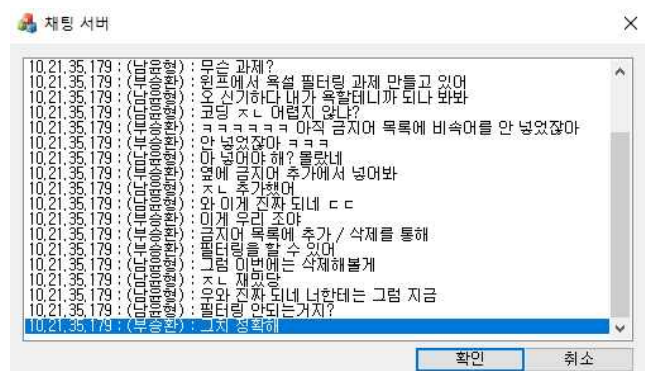 채팅 서버
10,21,35,179 : (남윤형) : 무슨 과제?
10,21,35,179 : (부승환) : 윈프에서 욕설 필터링 과제 만들고 있어
10,21,35,179 : (남윤형) : 오 신기하다 내가 욕할테니까 되나 봐봐
10,21,35,179 : (남윤형) : 코딩 ㅈㄴ 어렵지 않냐?
10,21,35,179 : (부승환) : ㅋㅋㅋㅋㅋㅋ 아직 금지어 목록에 비속어를 안 넣었잖아
10,21,35,179 : (부승환) : 안 넣었잖아 ㅋㅋㅋ
10,21,35,179 : (남윤형) : 아 넣어야 해? 몰랐네
10,21,35,179 : (부승환) : 옆에 금지어 추가에서 넣어봐
10,21,35,179 : (남윤형) : ㅈㄴ 추가했어
10,21,35,179 : (남윤형) : 와 이게 진짜 되네 ㄷㄷ
10,21,35,179 : (부승환) : 이게 우리 조야
10,21,35,179 : (부승환) : 금지어 목록에 추가 / 삭제를 통해
10,21,35,179 : (부승환) : 필터링을 할 수 있어
10,21,35,179 : (남윤형) : 그럼 이번에는 삭제해볼게
10,21,35,179 : (남윤형) : ㅈㄴ 재밌당
10,21,35,179 : (남윤형) : 우와 진짜 되네 너한테는 그럼 지금
10,21,35,179 : (남윤형) : 필터링 안되는거지?
10,21,35,179 : (부승환) : 그치 정확해
확인 취소